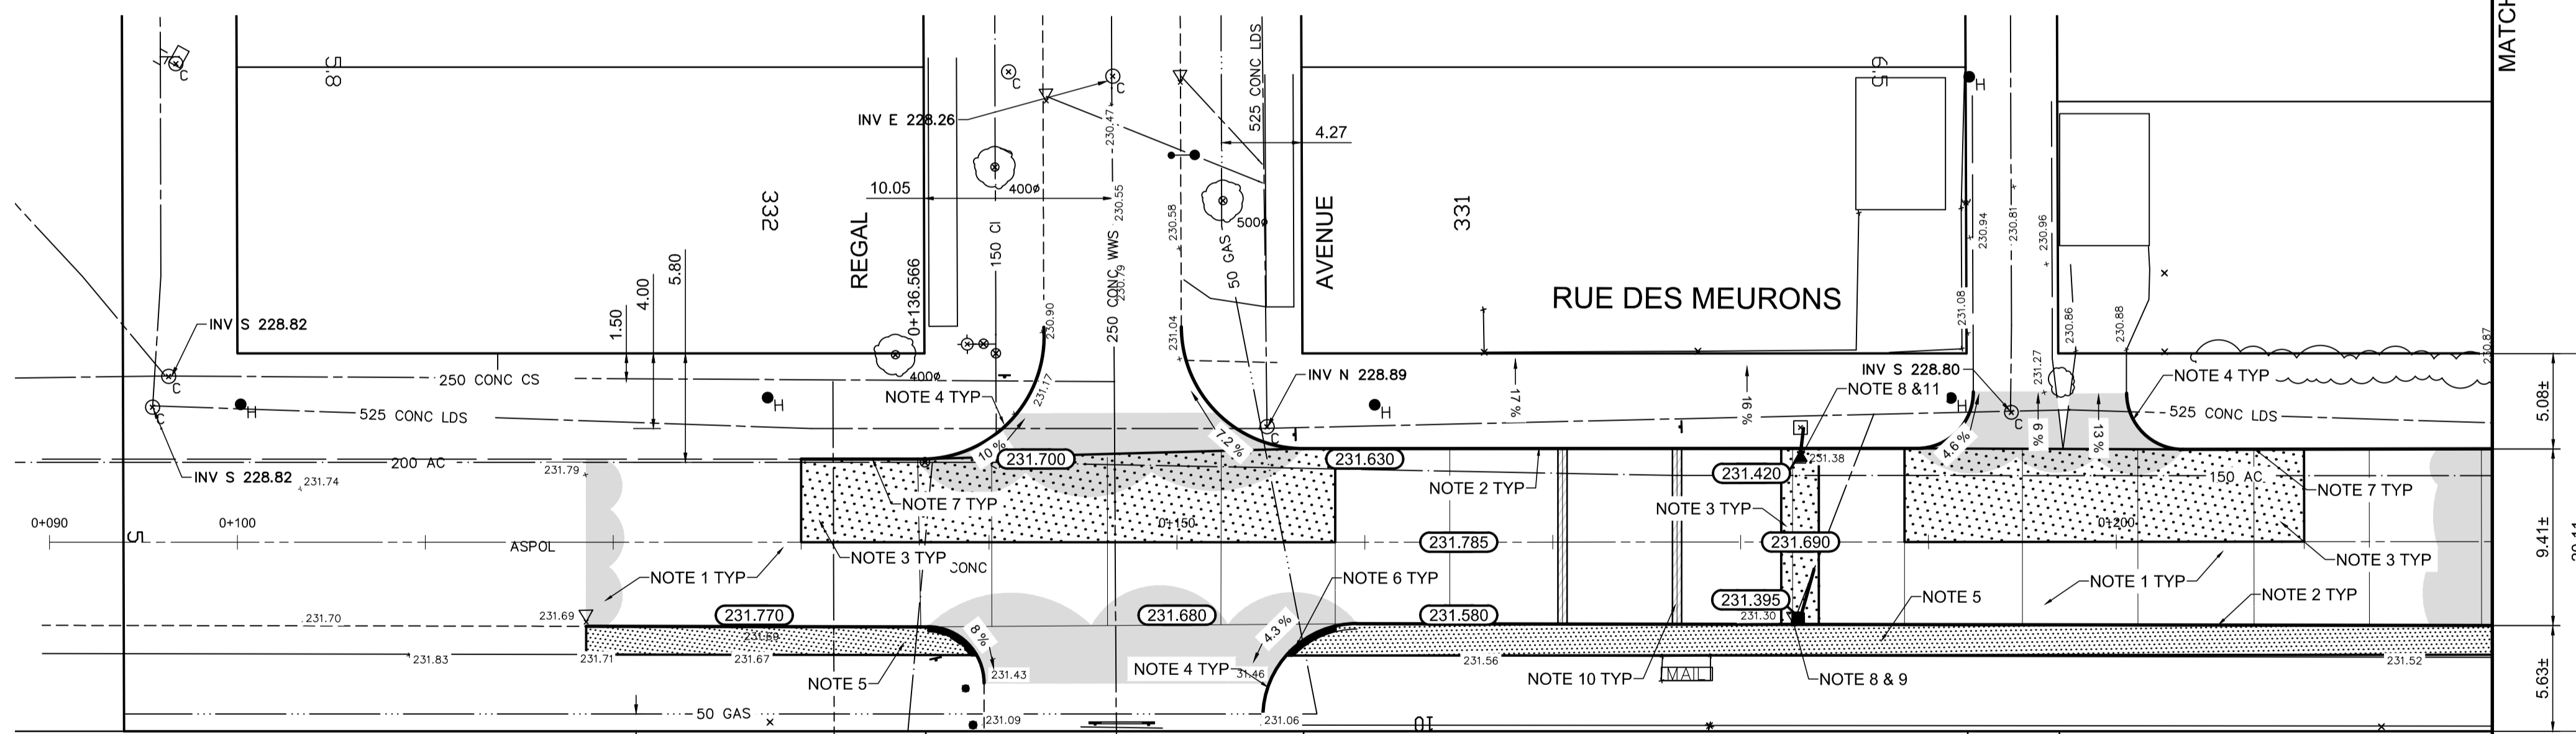 MATCH
5.8
C
6.5
H
525 CONC LDS
C
C
INV E 228.26
230.47
4.27
332
10.05
400ø
230.55
500ø
331
230.94
230.81
230.96
REGAL
150 CI
250 CONC WWS
230.79
230.58
50 GAS
AVENUE
0+136.566
RUE DES MEURONS
1.50
4.00
5.80
INV S 228.82
230.90
231.04
231.08
230.86
230.88
230.87
C
250 CONC CS
400ø
231.17
INV N 228.89
17 %
16 %
INV S 228.80
231.27
NOTE 4 TYP
5.08±
C
H
525 CONC LDS
H
NOTE 4 TYP
C
H
NOTE 8 &11
H
C
525 CONC LDS
10 %
7.2 %
4.6 %
6 %
13 %
200 AC
231.79
231.700
231.630
231.420
231.38
150 AC
INV S 228.82
231.74
NOTE 7 TYP
NOTE 2 TYP
NOTE 3 TYP
NOTE 7 TYP
0+090
0+100
0+150
0+200
5
ASPOL
NOTE 3 TYP
CONC
231.785
231.690
NOTE 3 TYP
9.41±
NOTE 1 TYP
NOTE 6 TYP
NOTE 1 TYP
231.70
231.69
231.770
231.680
231.580
231.395
231.30
NOTE 5
NOTE 2 TYP
8 %
4.3 %
231.83
231.71
231.67
231.56
231.52
NOTE 5
231.43
NOTE 4 TYP
31.46
NOTE 10 TYP
MAIL
NOTE 8 & 9
5.63±
50 GAS
231.09
231.06
10